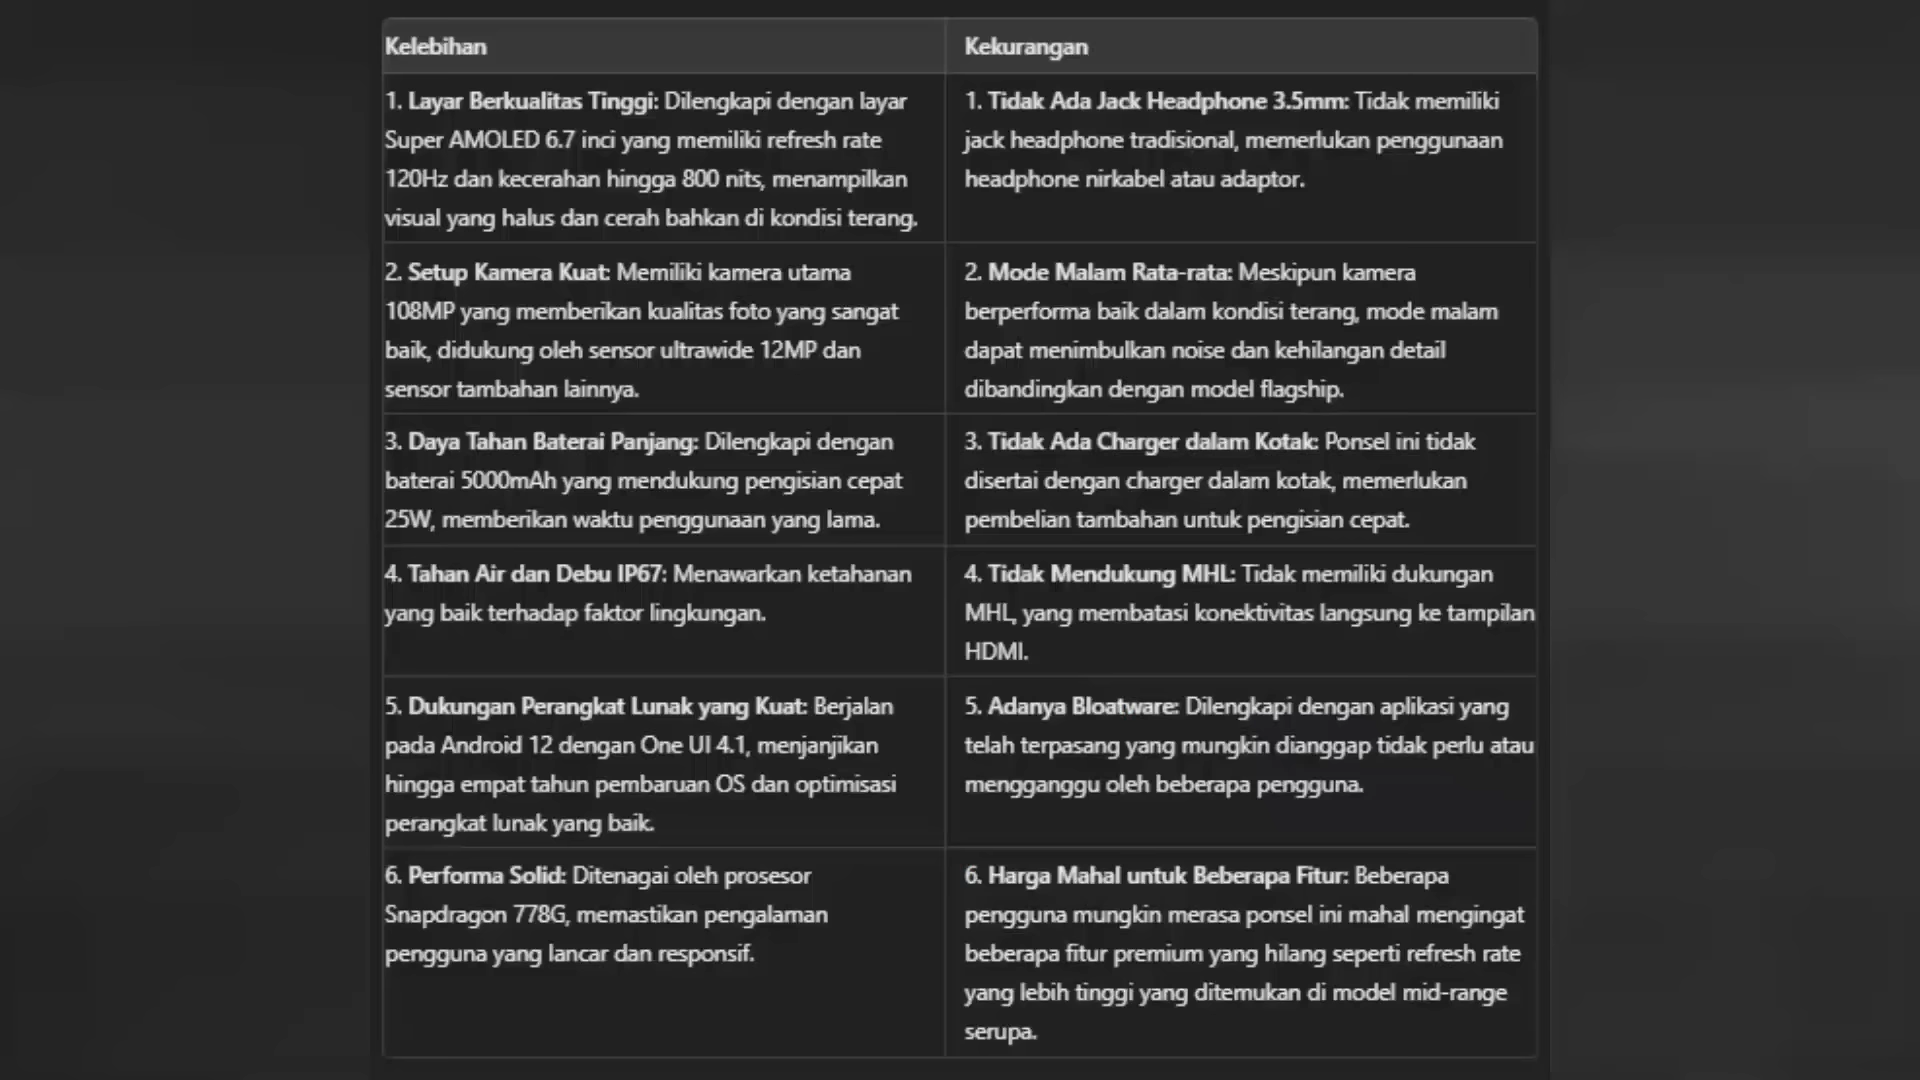 Kelebihan
Kekurangan
1. Layar Berkualitas Tinggi: Dilengkapi dengan layar
Super AMOLED 6.7 inci yang memiliki refresh rate
120Hz dan kecerahan hingga 800 nits, menampilkan
visual yang halus dan cerah bahkan di kondisi terang.
1. Tidak Ada Jack Headphone 3.5mm: Tidak memiliki
jack headphone tradisional, memerlukan penggunaan
headphone nirkabel atau adaptor.
2. Setup Kamera Kuat: Memiliki kamera utama
108MP yang memberikan kualitas foto yang sangat
baik, didukung oleh sensor ultrawide 12MP dan
sensor tambahan lainnya.
2. Mode Malam Rata-rata: Meskipun kamera
berperforma baik dalam kondisi terang, mode malam
dapat menimbulkan noise dan kehilangan detail
dibandingkan dengan model flagship.
3. Daya Tahan Baterai Panjang: Dilengkapi dengan
baterai 5000mAh yang mendukung pengisian cepat
25W, memberikan waktu penggunaan yang lama.
3. Tidak Ada Charger dalam Kotak: Ponsel ini tidak
disertai dengan charger dalam kotak, memerlukan
pembelian tambahan untuk pengisian cepat.
4. Tahan Air dan Debu IP67: Menawarkan ketahanan
yang baik terhadap faktor lingkungan.
4. Tidak Mendukung MHL: Tidak memiliki dukungan
MHL, yang membatasi konektivitas langsung ke tampilan
HDMI.
5. Dukungan Perangkat Lunak yang Kuat: Berjalan
pada Android 12 dengan One UI 4.1, menjanjikan
hingga empat tahun pembaruan OS dan optimisasi
perangkat lunak yang baik.
5. Adanya Bloatware: Dilengkapi dengan aplikasi yang
telah terpasang yang mungkin dianggap tidak perlu atau
mengganggu oleh beberapa pengguna.
6. Performa Solid: Ditenagai oleh prosesor
Snapdragon 778G, memastikan pengalaman
pengguna yang lancar dan responsif.
6. Harga Mahal untuk Beberapa Fitur: Beberapa
pengguna mungkin merasa ponsel ini mahal mengingat
beberapa fitur premium yang hilang seperti refresh rate
yang lebih tinggi yang ditemukan di model mid-range
serupa.